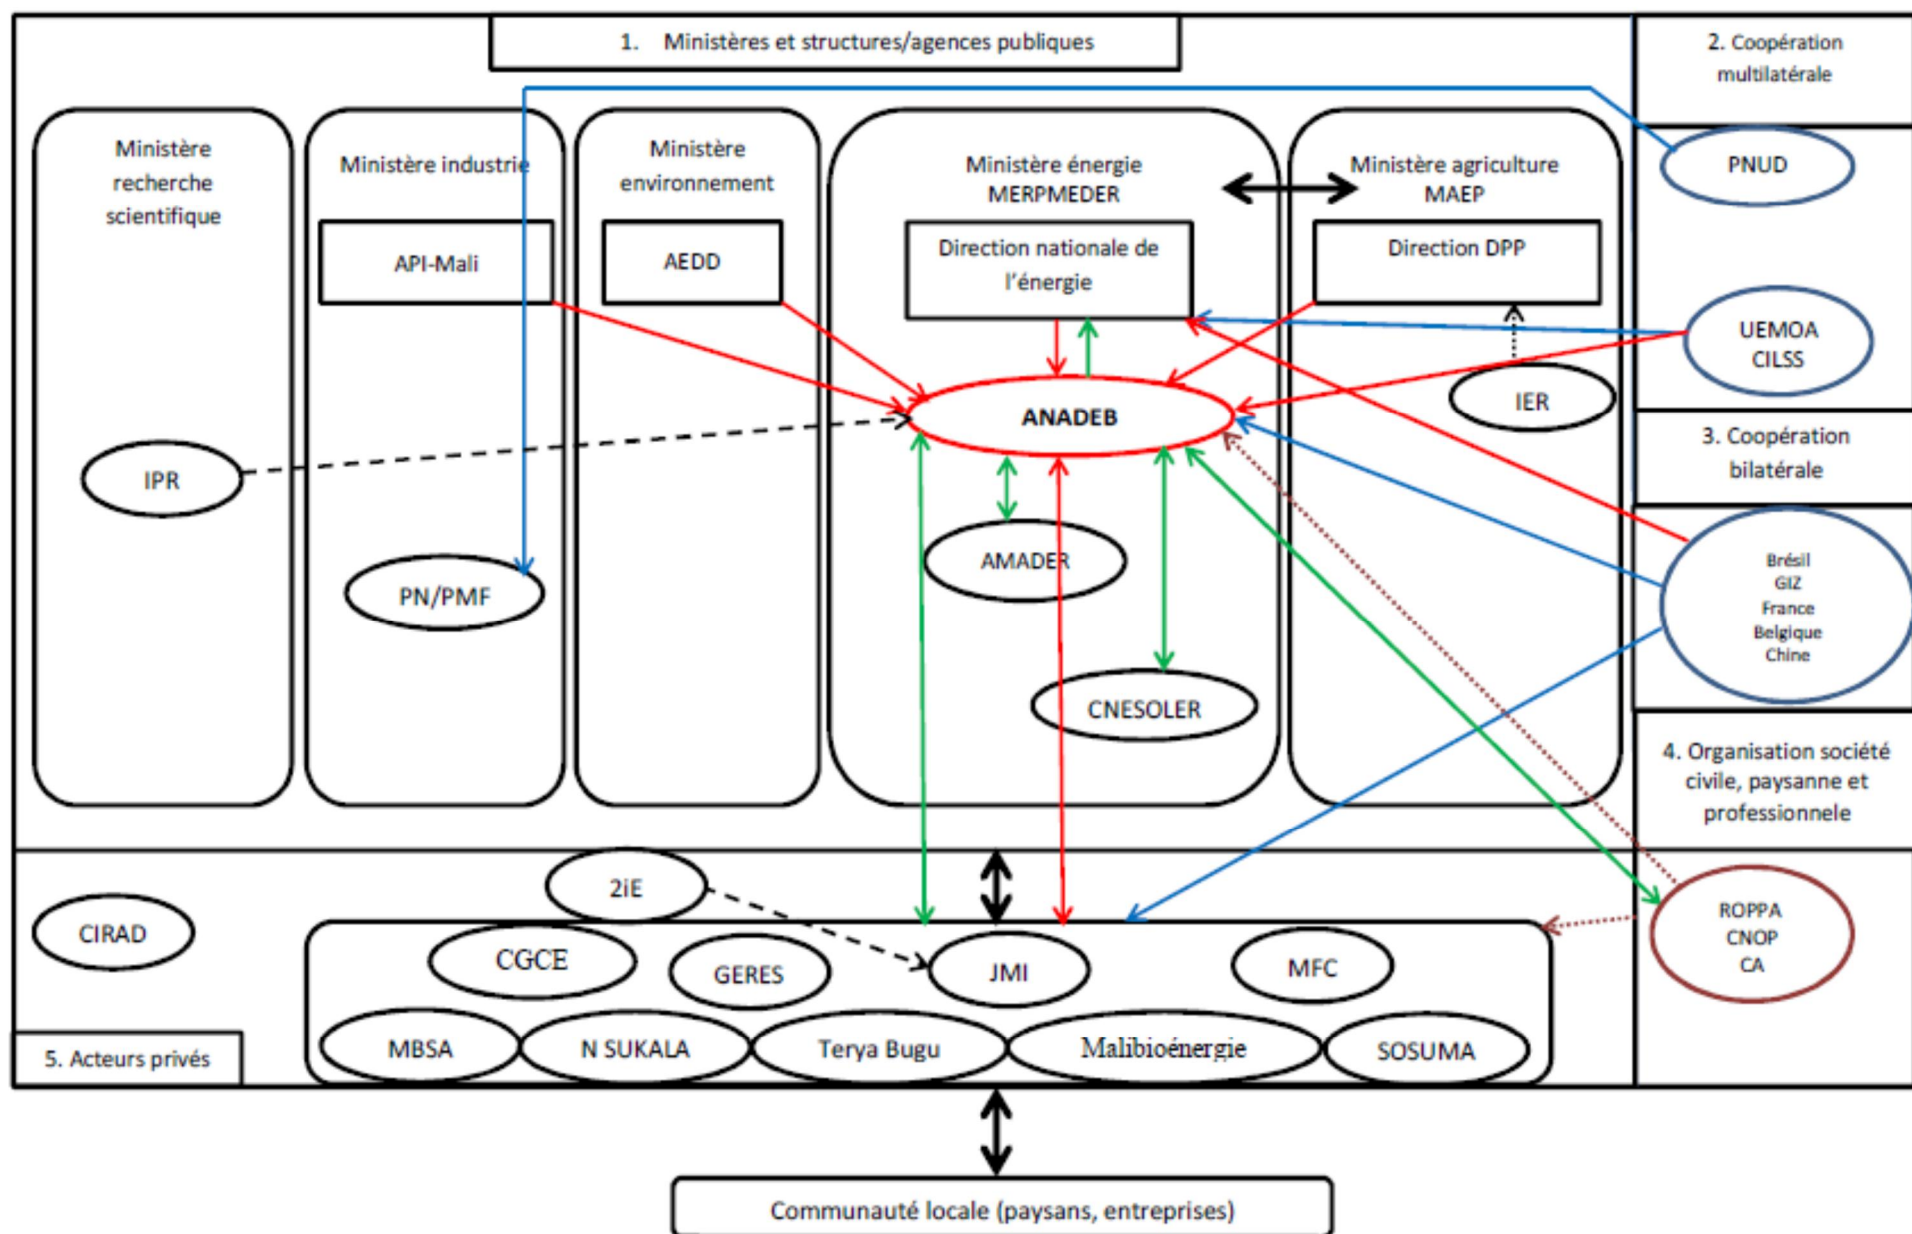 1. Ministères et structures/agences publiques
2. Coopération
multilatérale
Ministère
recherche
scientifique
Ministère industrie
Ministère
environnement
Ministère énergie
MERPMEDER
Ministère agriculture
MAEP
PNUD
API-Mali
AEDD
Direction nationale de
l'énergie
Direction DPP
UEMOA
CILSS
ANADEB
IER
3. Coopération
bilatérale
IPR
PN/PMF
AMADER
CNESOLER
Brésil
GIZ
France
Belgique
Chine
4. Organisation société
civile, paysanne et
professionnele
2iE
CIRAD
CGCE
GERES
JMI
MFC
ROPPA
CNOP
CA
5. Acteurs privés
MBSA
N SUKALA
Terya Bugu
Malibioénergie
SOSUMA
Communauté locale (paysans, entreprises)